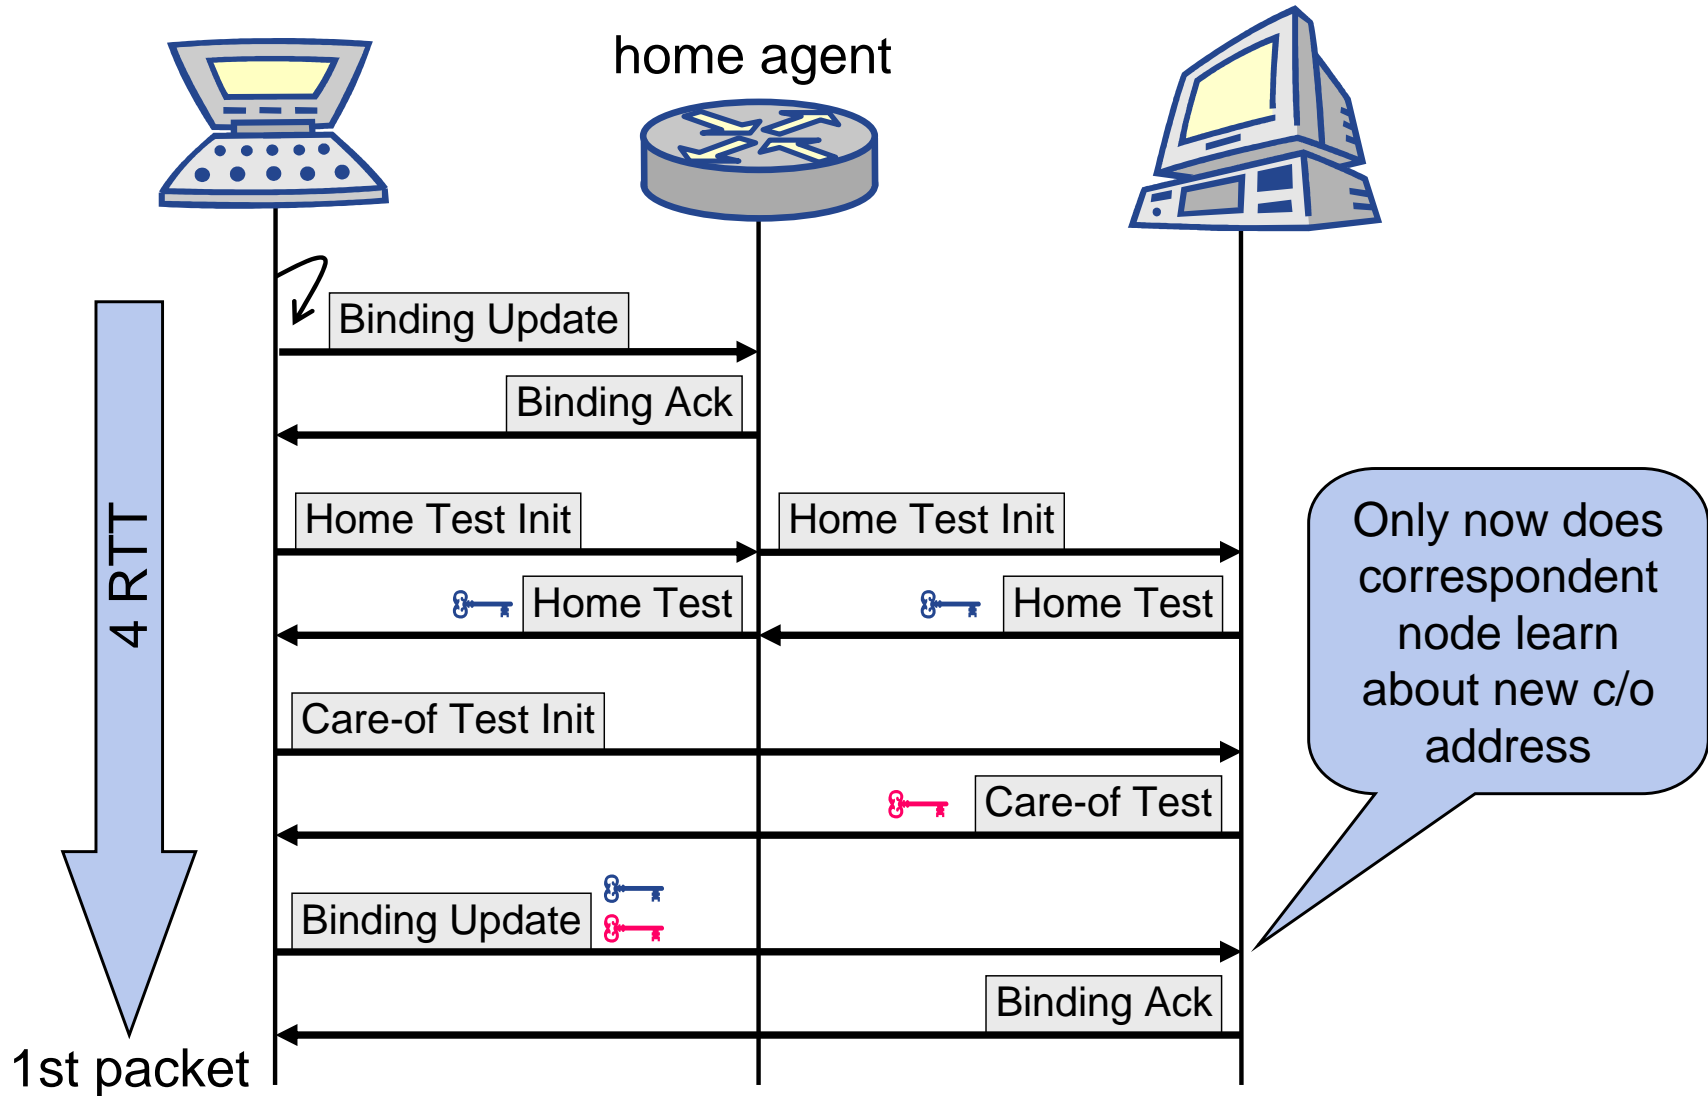 home agent
Binding Update
Binding Ack
Home Test Init
Home Test Init
Home Test
Home Test
Care-of Test Init
Care-of Test
Binding Update
Binding Ack
4 RTT
1st packet
Only now does
correspondent
node learn
about new c/o
address